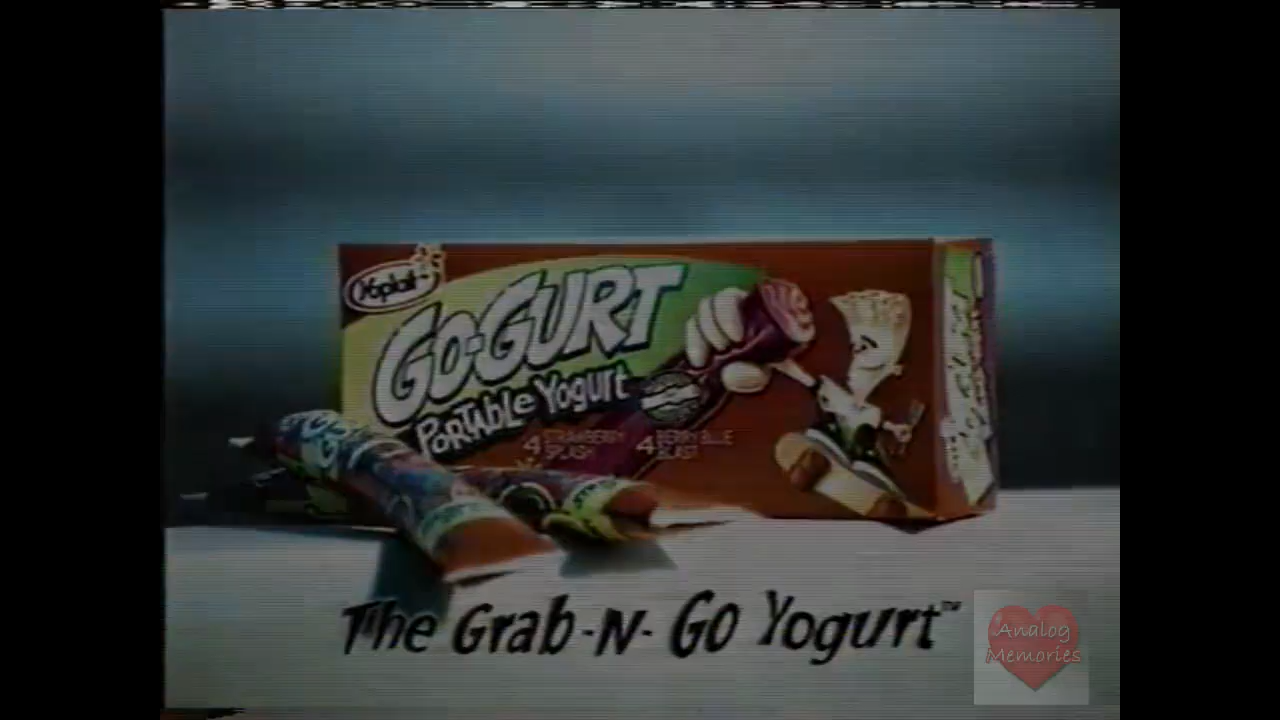 Yoplait
GO-GURT
PORTABLE YOGURT
4 STRAWBERRY SPLASH
4 BERRY BLUE BLAST
The Grab-N-Go Yogurt™
Analog
Memories